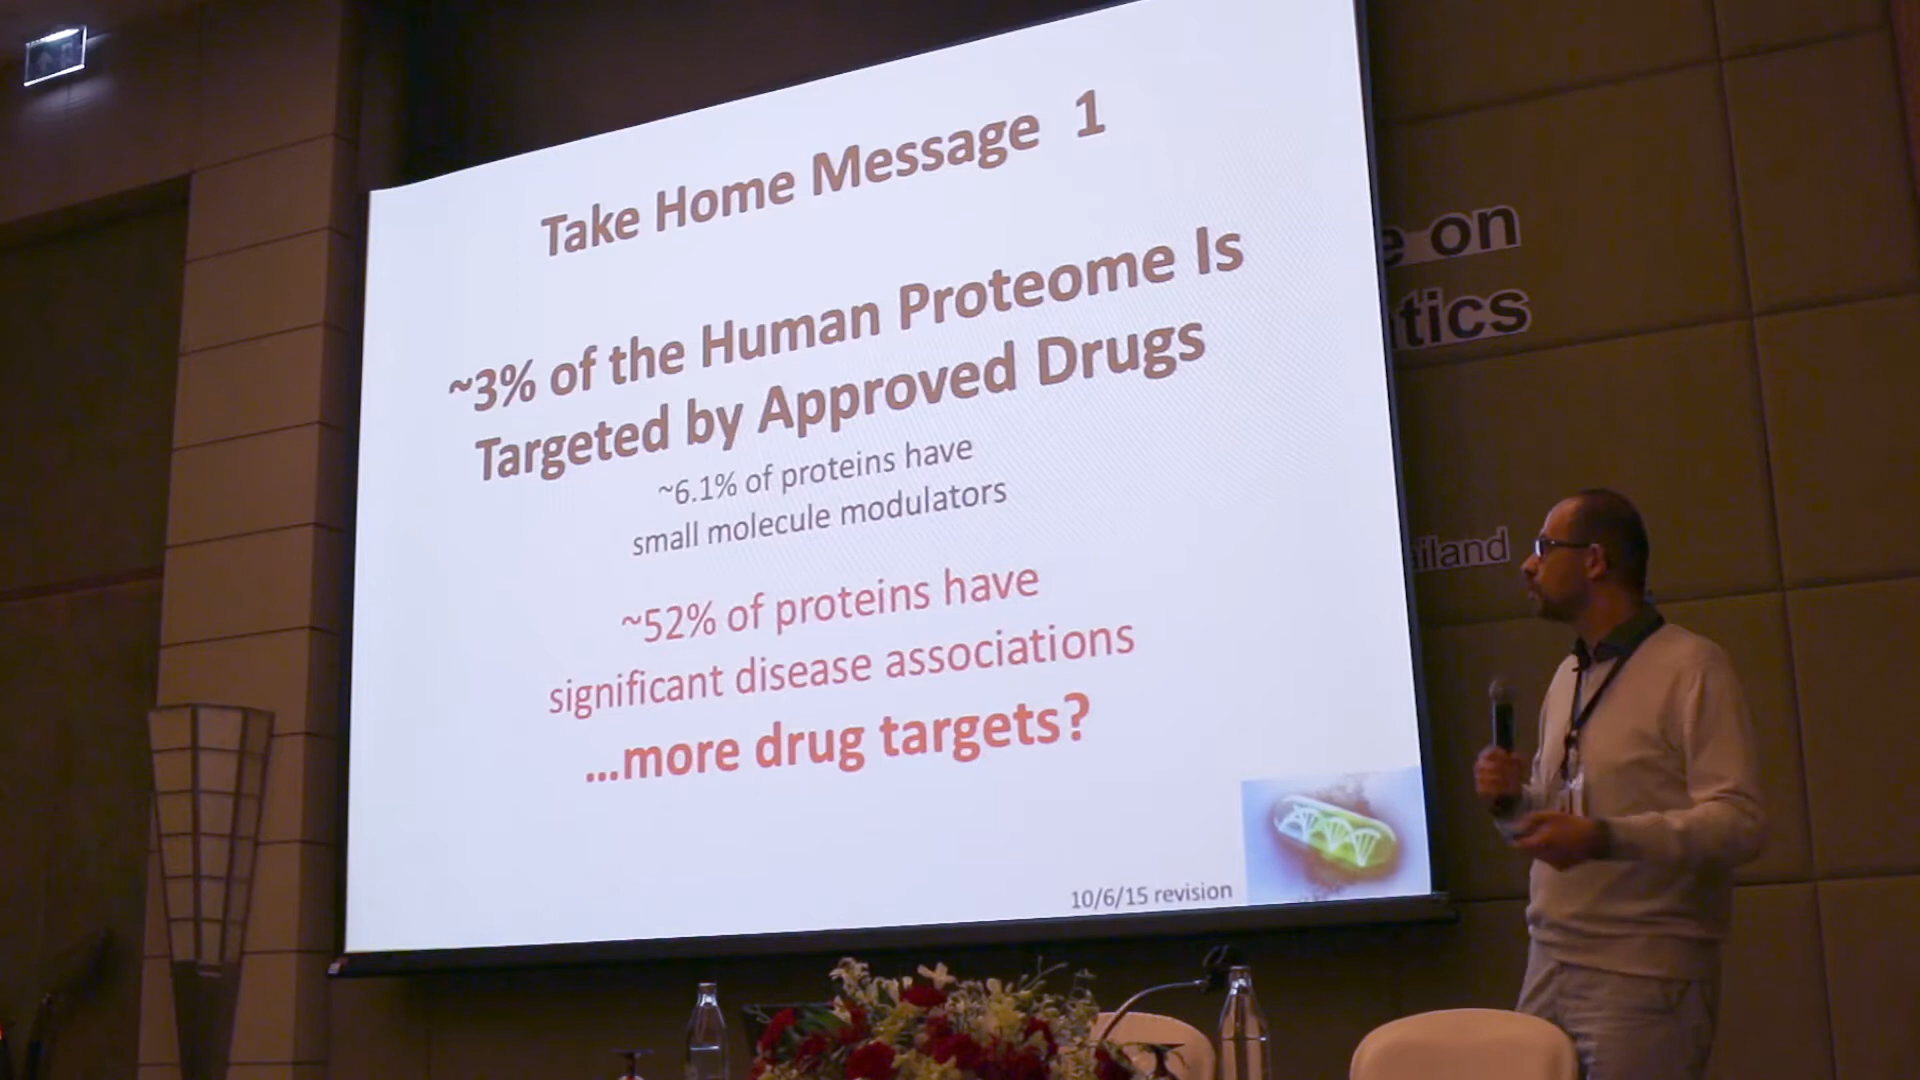 Take Home Message 1
~3% of the Human Proteome Is
Targeted by Approved Drugs
~6.1% of proteins have
small molecule modulators
~52% of proteins have
significant disease associations
...more drug targets?
10/6/15 revision
e on
tics
iland